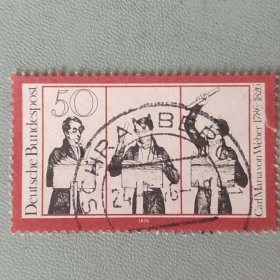 Deutsche Bundespost
50
Carl Maria von Weber 1786-1826
1976
SCHRAMBERG